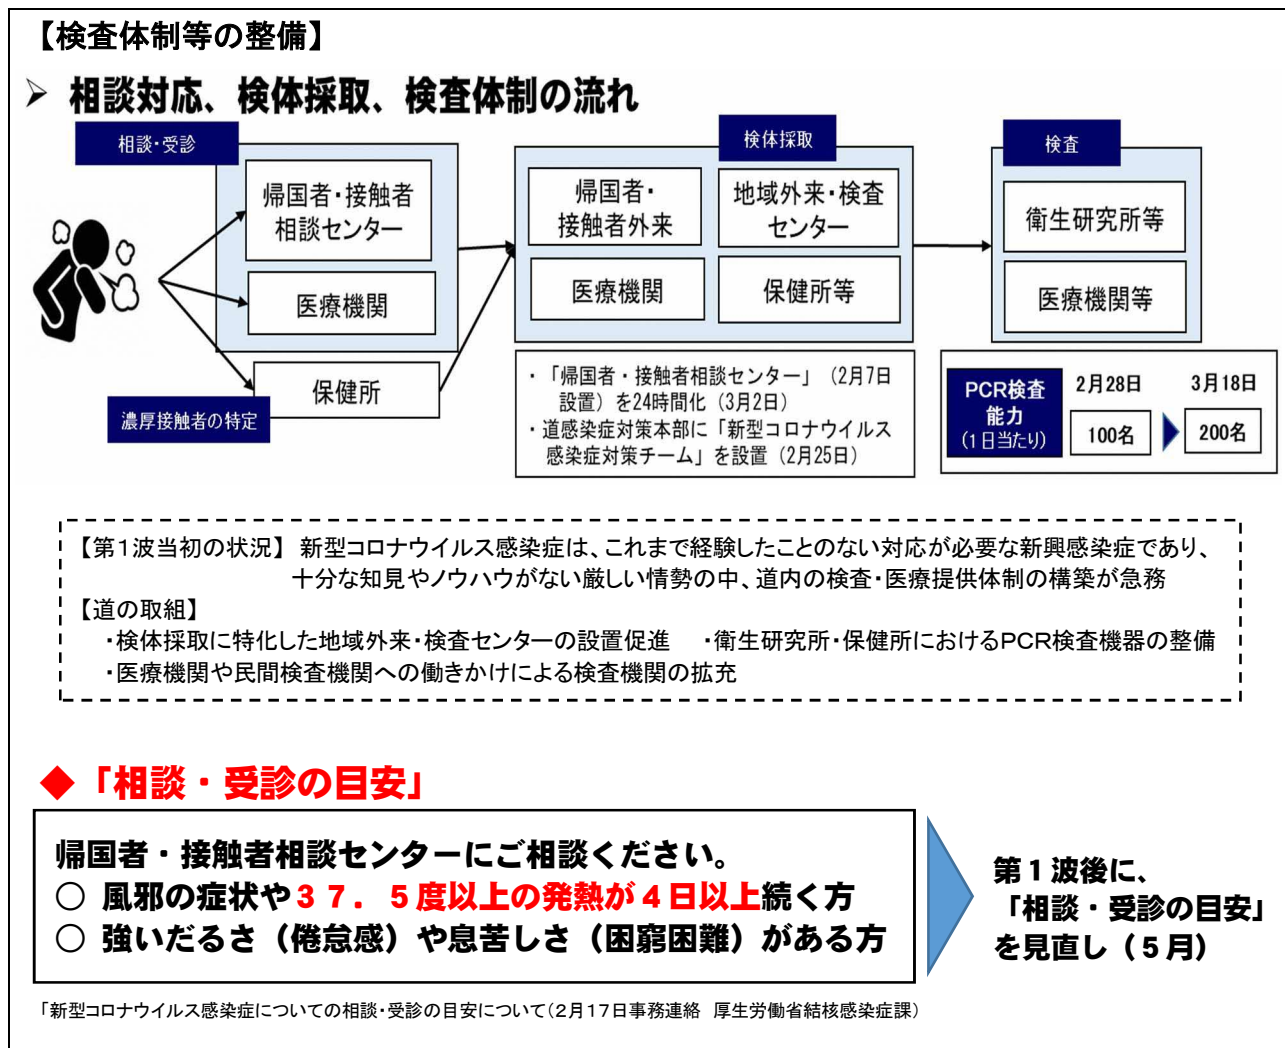 【検査体制等の整備】
➢ 相談対応、検体採取、検査体制の流れ
相談・受診
帰国者・接触者
相談センター
医療機関
保健所
濃厚接触者の特定
検体採取
帰国者・
接触者外来
地域外来・検査
センター
医療機関
保健所等
・「帰国者・接触者相談センター」（2月7日
設置）を24時間化（3月2日）
・道感染症対策本部に「新型コロナウイルス
感染症対策チーム」を設置（2月25日）
検査
衛生研究所等
医療機関等
PCR検査
能力
（1日当たり）
2月28日
3月18日
100名
200名
【第１波当初の状況】 新型コロナウイルス感染症は、これまで経験したことのない対応が必要な新興感染症であり、
十分な知見やノウハウがない厳しい情勢の中、道内の検査・医療提供体制の構築が急務
【道の取組】
・検体採取に特化した地域外来・検査センターの設置促進 ・衛生研究所・保健所におけるＰＣＲ検査機器の整備
・医療機関や民間検査機関への働きかけによる検査機関の拡充
◆「相談・受診の目安」
帰国者・接触者相談センターにご相談ください。
○ 風邪の症状や３７．５度以上の発熱が４日以上続く方
○ 強いだるさ（倦怠感）や息苦しさ（困窮困難）がある方
第１波後に、
「相談・受診の目安」
を見直し（５月）
「新型コロナウイルス感染症についての相談・受診の目安について（２月１７日事務連絡 厚生労働省結核感染症課）